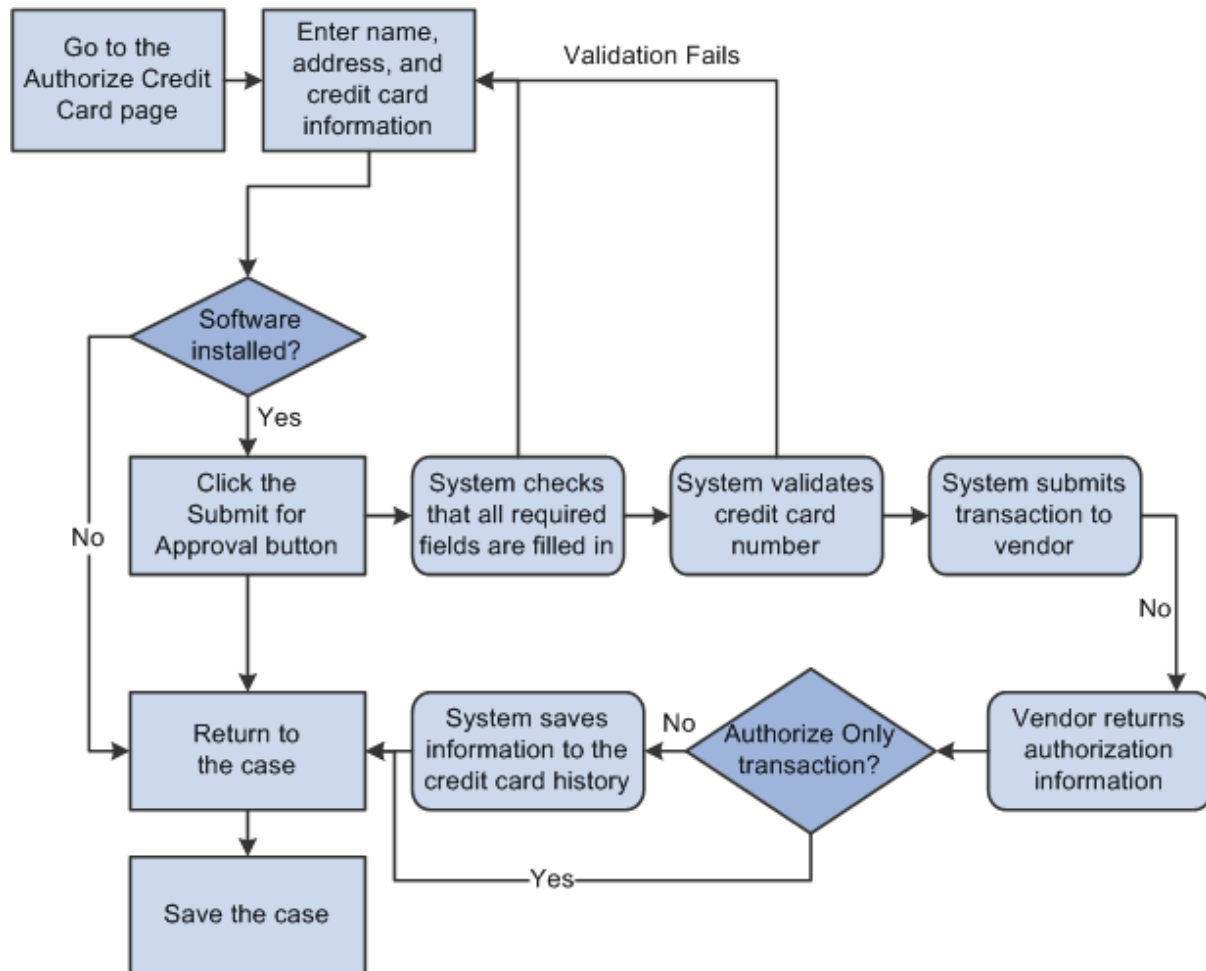 Go to the
Authorize Credit
Card page
Enter name,
address, and
credit card
information
Validation Fails
Software
installed?
Yes
No
Click the
Submit for
Approval button
System checks
that all required
fields are filled in
System validates
credit card
number
System submits
transaction to
vendor
No
Return to
the case
System saves
information to the
credit card history
No
Authorize Only
transaction?
Vendor returns
authorization
information
Yes
Save the case